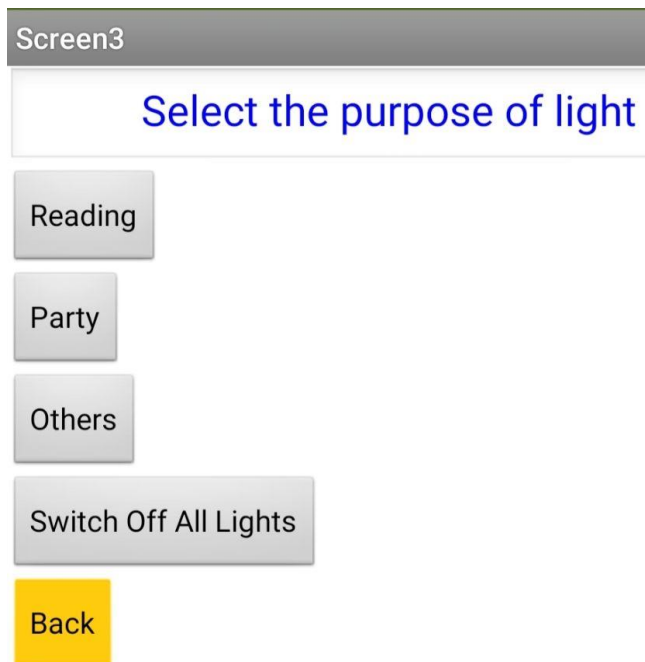 Screen3
Select the purpose of light
Reading
Party
Others
Switch Off All Lights
Back